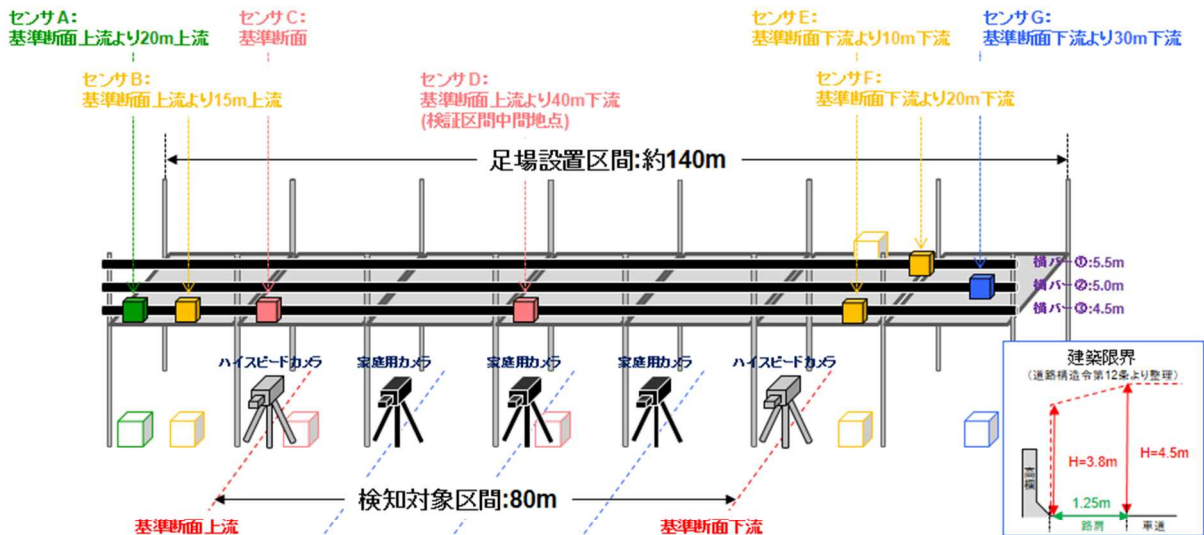 センサA:
基準断面上流より20m上流
センサC:
基準断面
センサE:
基準断面下流より10m下流
センサG:
基準断面下流より30m下流
センサB:
基準断面上流より15m上流
センサD:
基準断面上流より40m下流
(検証区間中間地点)
センサF:
基準断面下流より20m下流
足場設置区間:約140m
横バー①:5.5m
横バー②:5.0m
横バー③:4.5m
ハイスピードカメラ
家庭用カメラ
家庭用カメラ
家庭用カメラ
ハイスピードカメラ
検知対象区間:80m
基準断面上流
基準断面下流
建築限界
(道路構造令第12条より整理)
H=3.8m
H=4.5m
1.25m
路肩
車道